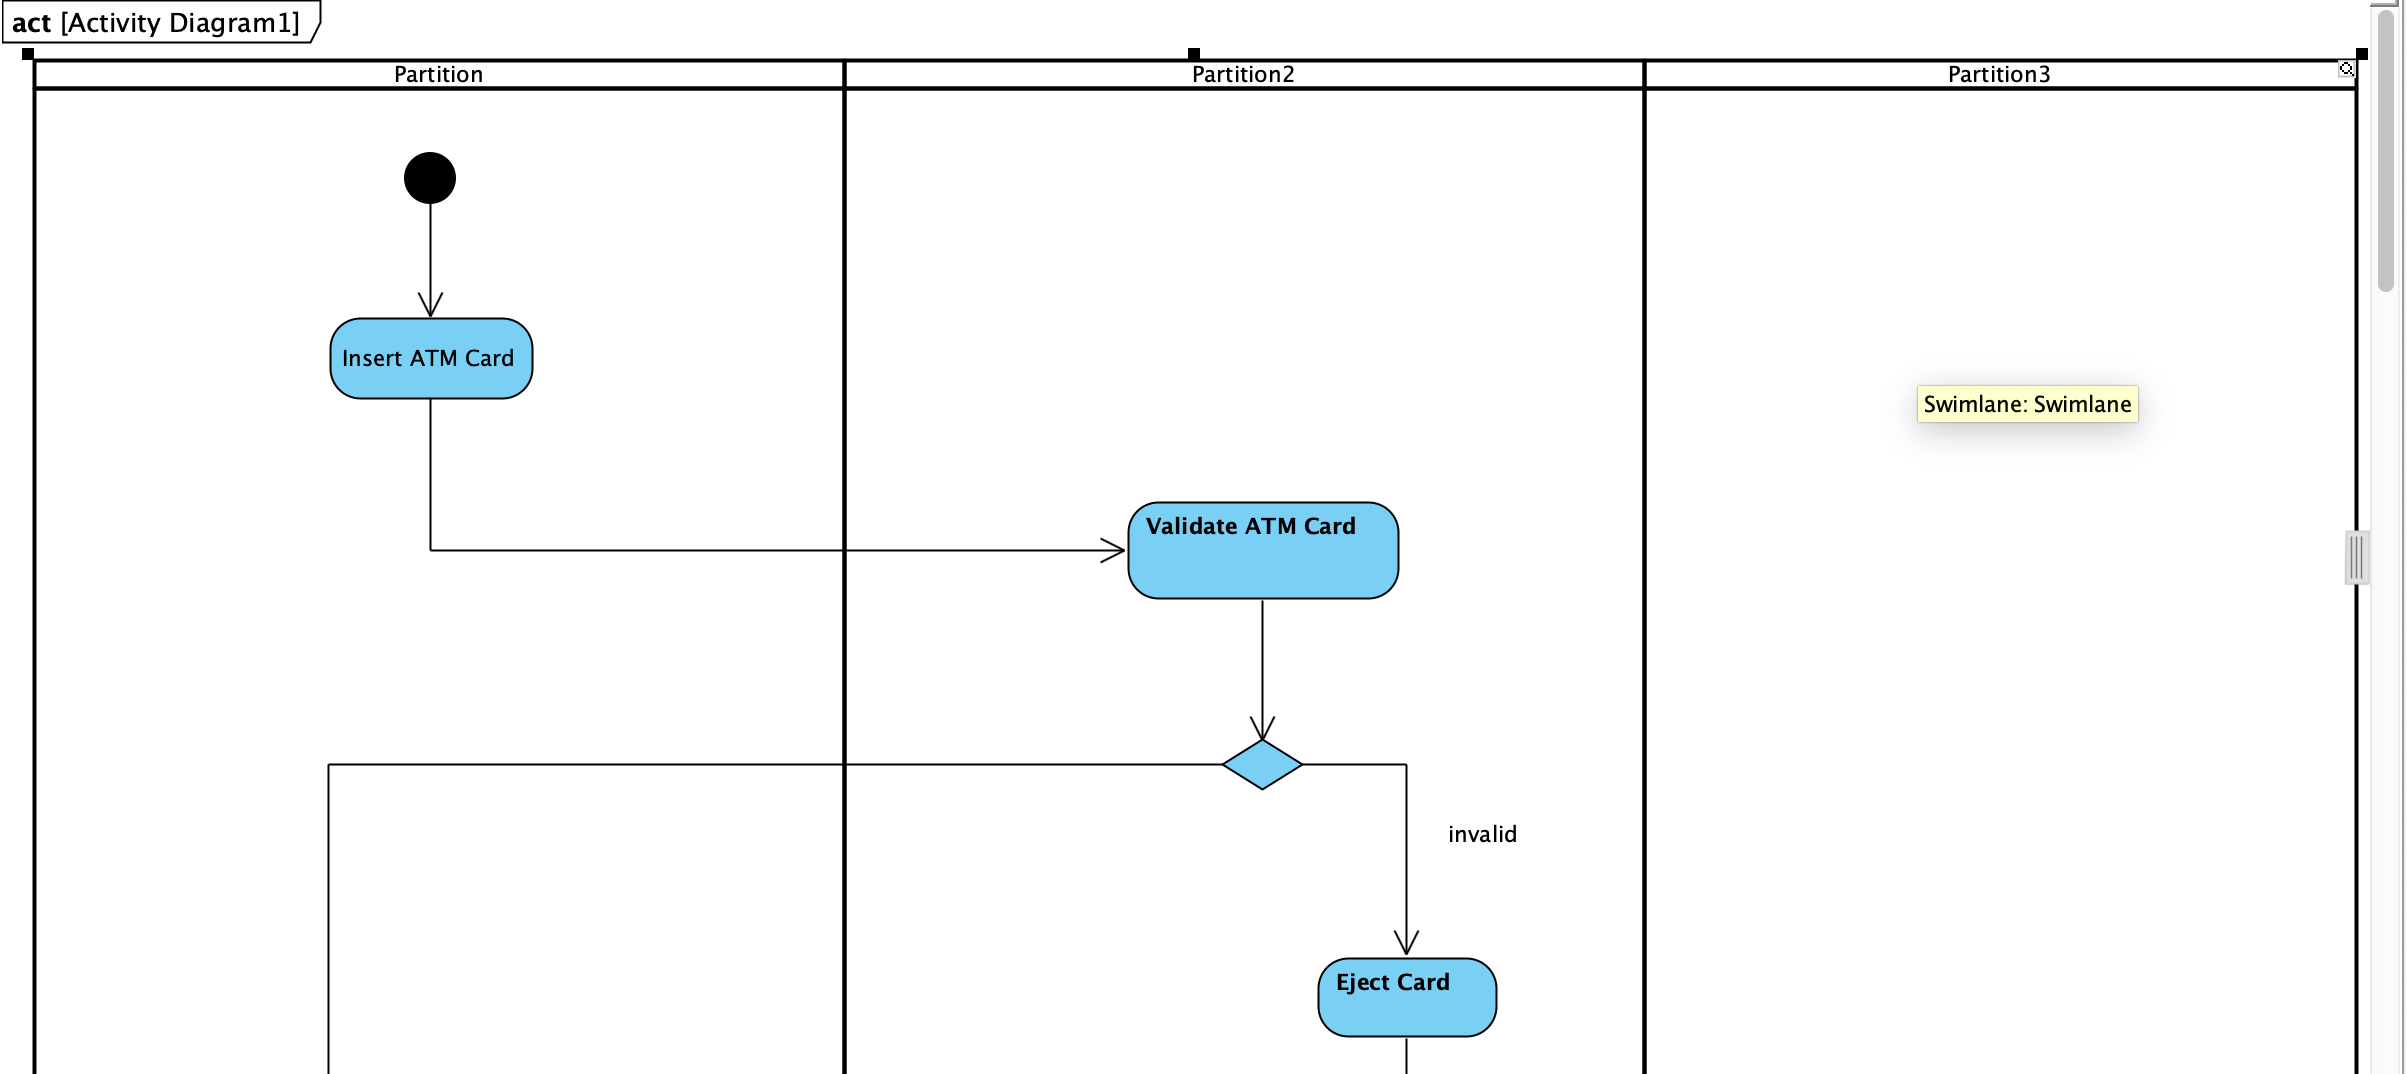 act [Activity Diagram1]
Partition
Partition2
Partition3
Insert ATM Card
Swimlane: Swimlane
Validate ATM Card
invalid
Eject Card